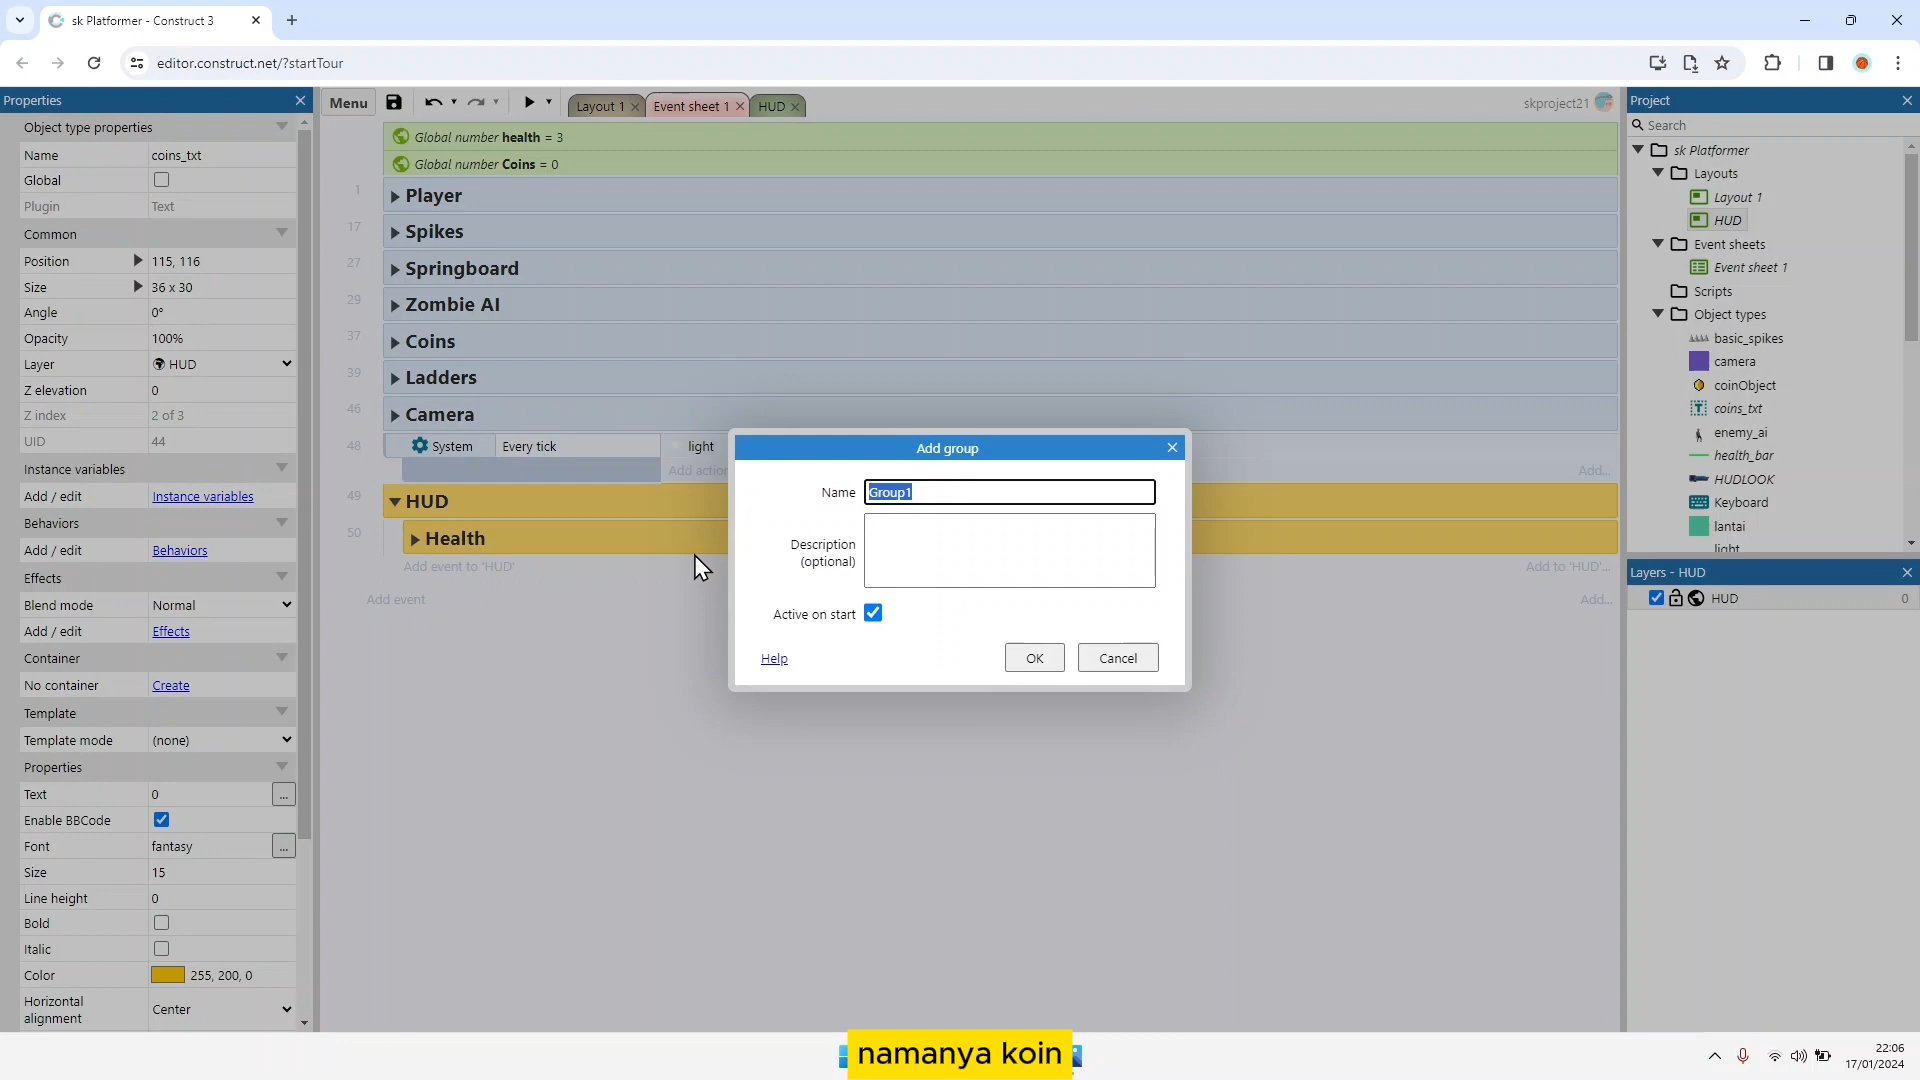 sk Platformer - Construct 3
editor.construct.net/?startTour
Properties
Object type properties
Name coins_txt
Global
Plugin Text
Common
Position 115, 116
Size 36 x 30
Angle 0°
Opacity 100%
Layer HUD
Z elevation 0
Z index 2 of 3
UID 44
Instance variables
Add / edit Instance variables
Behaviors
Add / edit Behaviors
Effects
Blend mode Normal
Add / edit Effects
Container
No container Create
Template
Template mode (none)
Properties
Text 0 ...
Enable BBCode
Font fantasy ...
Size 15
Line height 0
Bold
Italic
Color 255, 200, 0
Horizontal alignment Center
Menu
Layout 1
Event sheet 1
HUD
skproject21
Global number health = 3
Global number Coins = 0
1 Player
17 Spikes
27 Springboard
29 Zombie AI
37 Coins
39 Ladders
46 Camera
48 System Every tick light
Add action
Add...
49 HUD
50 Health
Add event to 'HUD'
Add to 'HUD'...
Add event
Add...
Add group
Name Group1
Description (optional)
Active on start
Help
OK
Cancel
Project
Search
sk Platformer
Layouts
Layout 1
HUD
Event sheets
Event sheet 1
Scripts
Object types
basic_spikes
camera
coinObject
coins_txt
enemy_ai
health_bar
HUDLOOK
Keyboard
lantai
light
Layers - HUD
HUD 0
namanya koin
22:06
17/01/2024